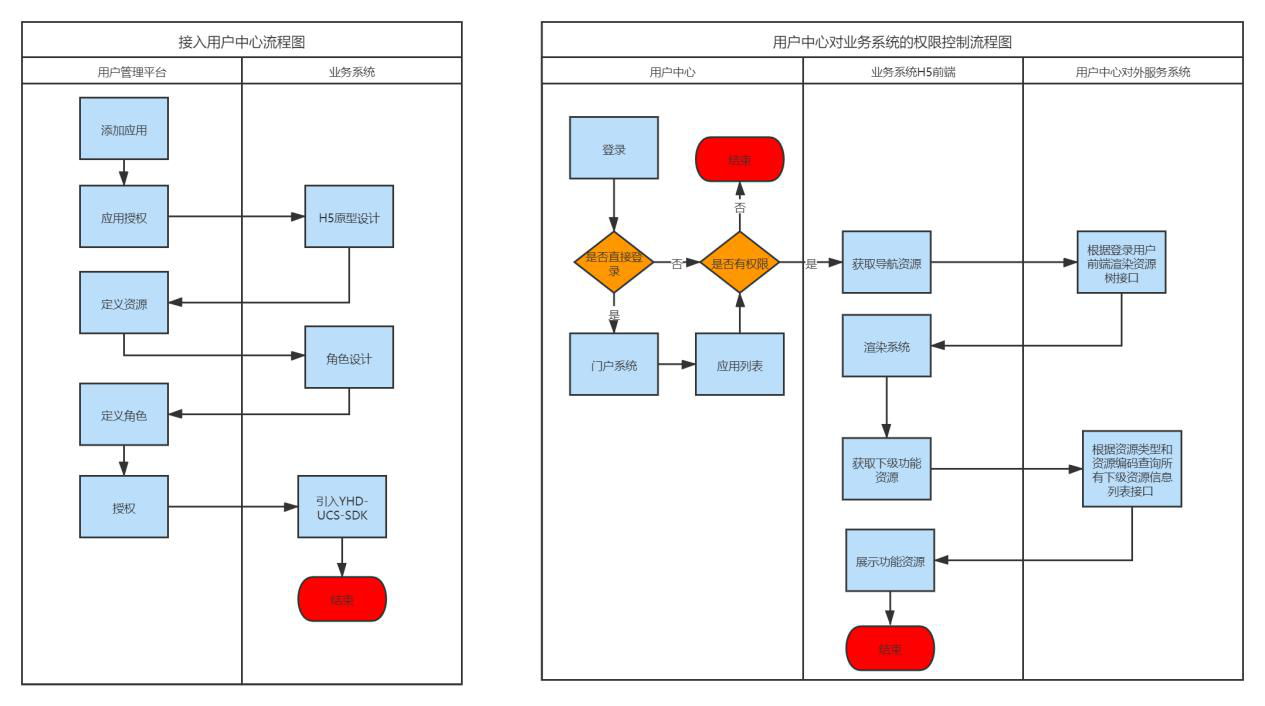 接入用户中心流程图
用户管理平台
业务系统
添加应用
应用授权
H5原型设计
定义资源
角色设计
定义角色
授权
引入YHD-
UCS-SDK
结束
用户中心对业务系统的权限控制流程图
用户中心
业务系统H5前端
用户中心对外服务系统
登录
结束
否
是否直接登
录
否
是否有权限
是
获取导航资源
根据登录用户
前端渲染资源
树接口
是
门户系统
应用列表
渲染系统
获取下级功能
资源
根据资源类型和
资源编码查询所
有下级资源信息
列表接口
展示功能资源
结束